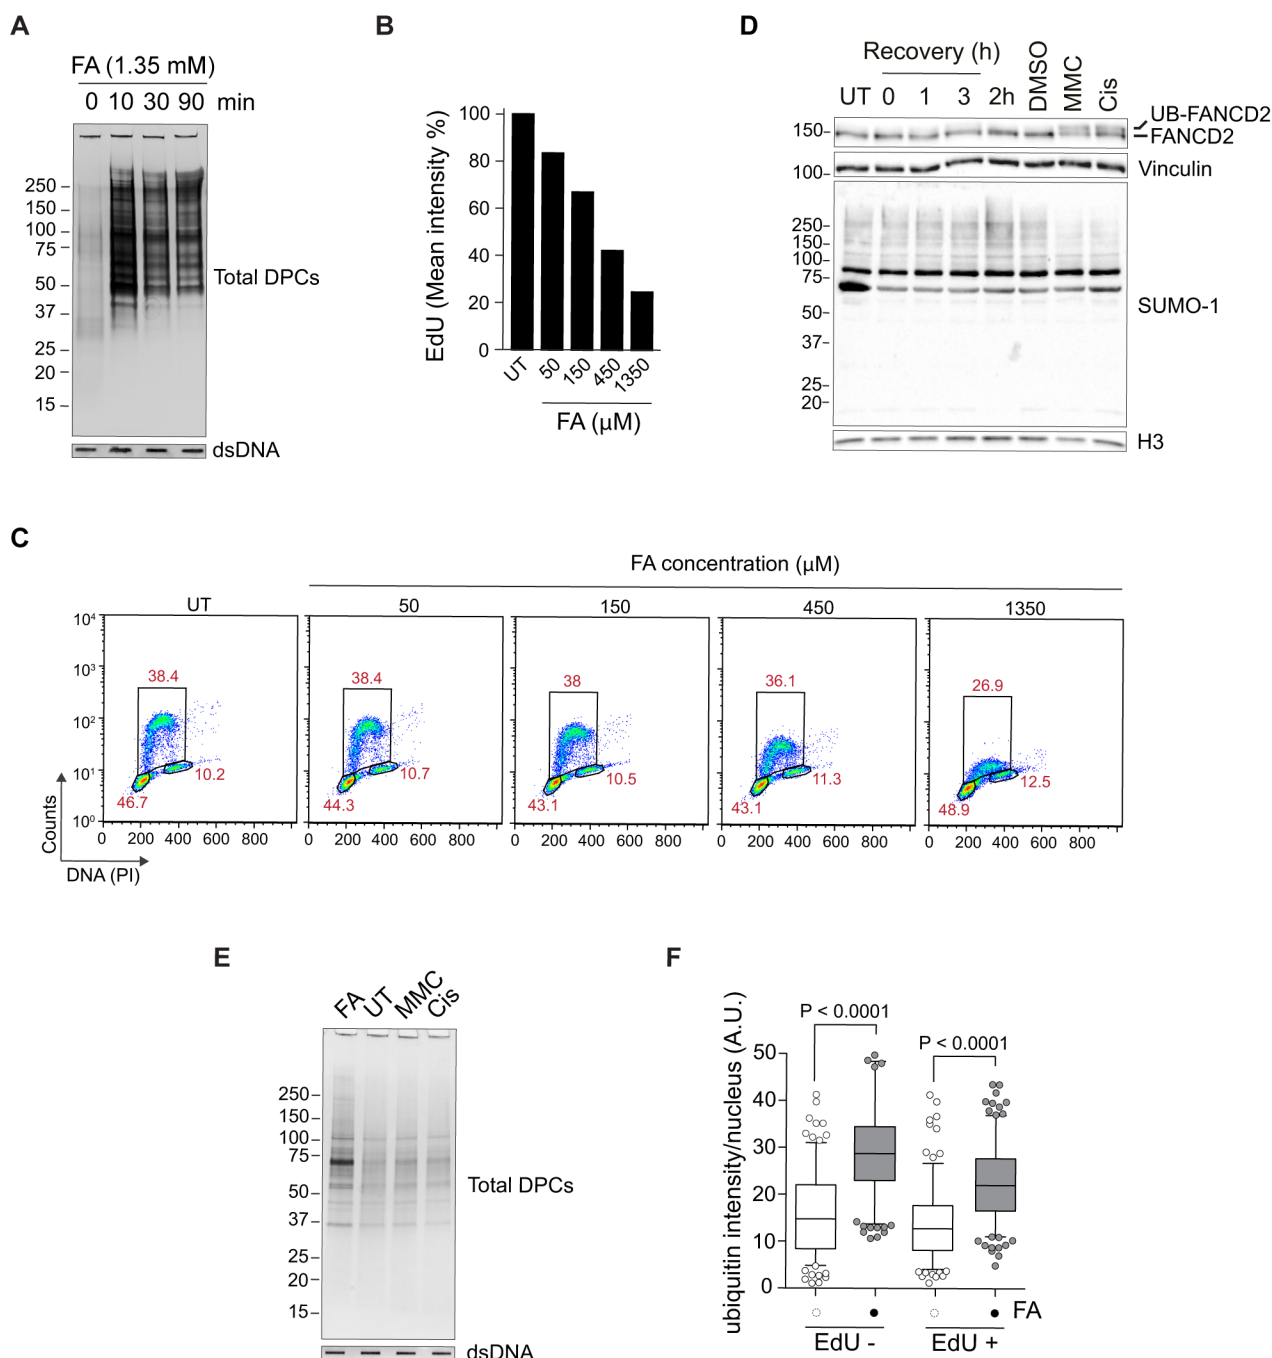 A
FA (1.35 mM)
0 10 30 90 min
250
150
100
75
50
37
25
20
15
Total DPCs
dsDNA
B
EdU (Mean intensity %)
100
80
60
40
20
0
UT 50 150 450 1350
FA (µM)
D
Recovery (h)
UT 0 1 3 2h DMSO MMC Cis
150
UB-FANCD2
FANCD2
100
Vinculin
250
150
100
75
50
37
25
20
SUMO-1
H3
C
FA concentration (µM)
UT 50 150 450 1350
10⁴
10³
10²
10¹
10⁰
38.4 38.4 38 36.1 26.9
10.2 10.7 10.5 11.3 12.5
46.7 44.3 43.1 43.1 48.9
0 200 400 600 800 0 200 400 600 800 0 200 400 600 800 0 200 400 600 800 0 200 400 600 800
Counts
DNA (PI)
E
FA UT MMC Cis
250
150
100
75
50
37
25
20
15
Total DPCs
dsDNA
F
ubiquitin intensity/nucleus (A.U.)
P < 0.0001
P < 0.0001
50
40
30
20
10
0
FA
EdU - EdU +